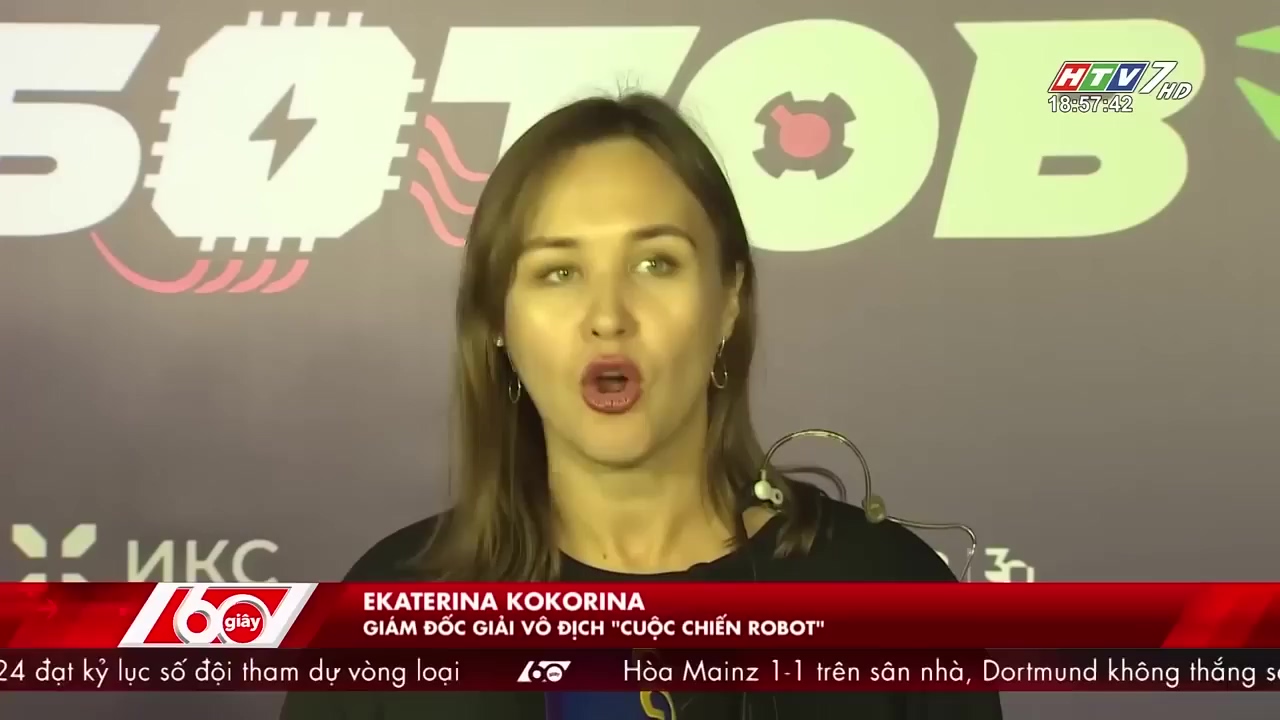 БОТОВ
HTV7 HD
18:57:42
ИКС
60 giây
EKATERINA KOKORINA
GIÁM ĐỐC GIẢI VÔ ĐỊCH "CUỘC CHIẾN ROBOT"
24 đạt kỷ lục số đội tham dự vòng loại
60 giây
Hòa Mainz 1-1 trên sân nhà, Dortmund không thắng